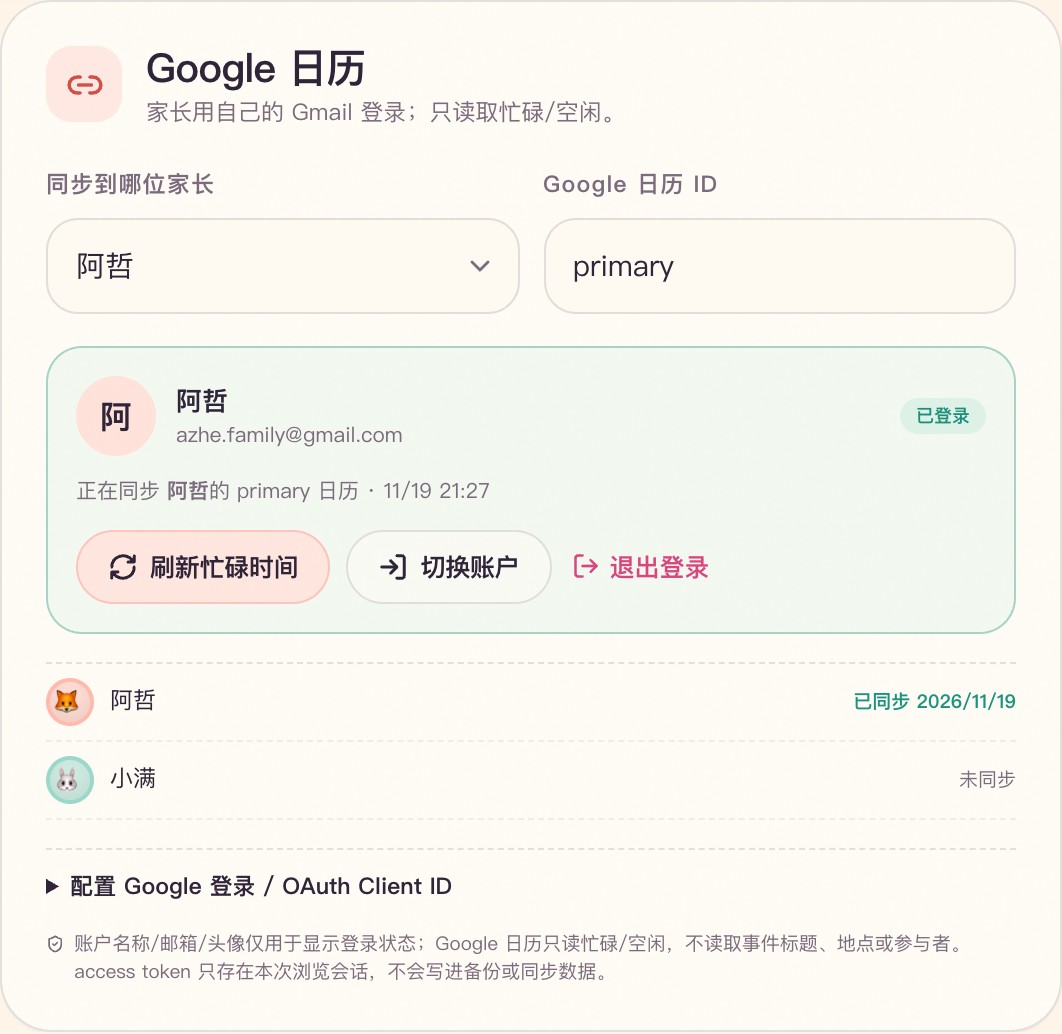 Google 日历
家长用自己的 Gmail 登录；只读取忙碌/空闲。
同步到哪位家长
Google 日历 ID
阿哲
primary
阿
阿哲
azhe.family@gmail.com
已登录
正在同步 阿哲的 primary 日历 · 11/19 21:27
刷新忙碌时间
切换账户
退出登录
阿哲
已同步 2026/11/19
小满
未同步
配置 Google 登录 / OAuth Client ID
账户名称/邮箱/头像仅用于显示登录状态；Google 日历只读忙碌/空闲，不读取事件标题、地点或参与者。
access token 只存在本次浏览会话，不会写进备份或同步数据。